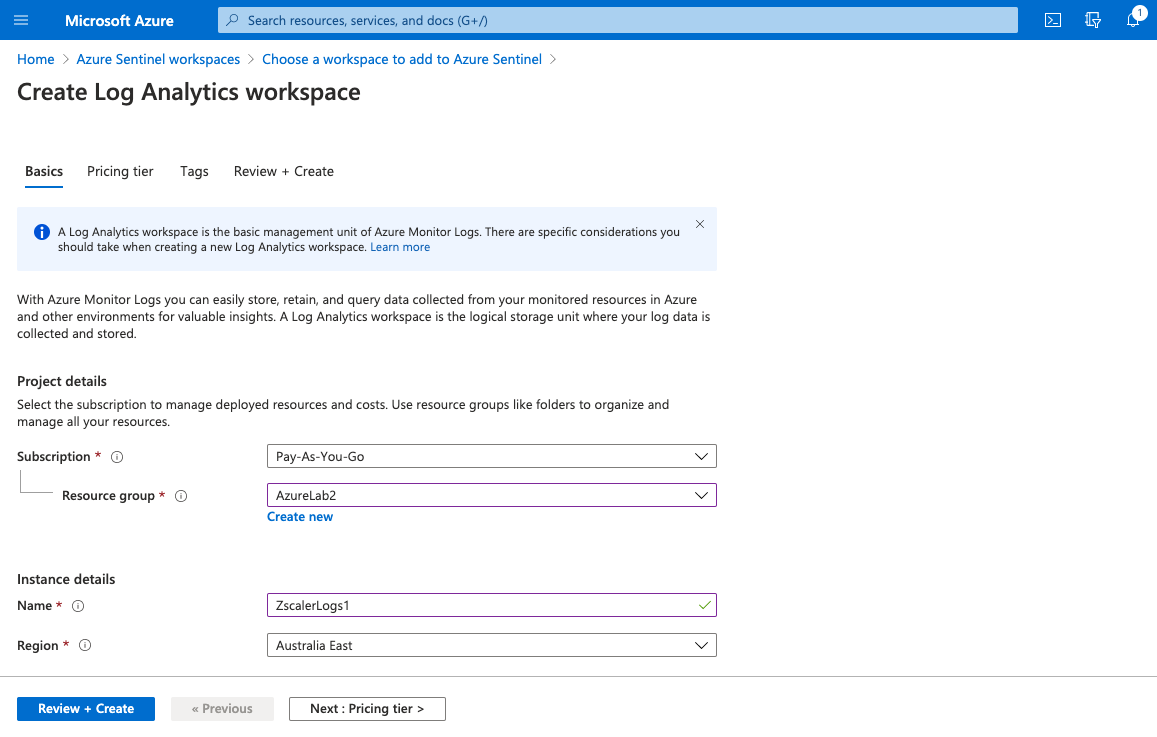 Microsoft Azure
Search resources, services, and docs (G+/)
1
Home > Azure Sentinel workspaces > Choose a workspace to add to Azure Sentinel >
Create Log Analytics workspace
Basics Pricing tier Tags Review + Create
A Log Analytics workspace is the basic management unit of Azure Monitor Logs. There are specific considerations you
should take when creating a new Log Analytics workspace. Learn more
With Azure Monitor Logs you can easily store, retain, and query data collected from your monitored resources in Azure
and other environments for valuable insights. A Log Analytics workspace is the logical storage unit where your log data is
collected and stored.
Project details
Select the subscription to manage deployed resources and costs. Use resource groups like folders to organize and
manage all your resources.
Subscription * Pay-As-You-Go
Resource group * AzureLab2
Create new
Instance details
Name * ZscalerLogs1
Region * Australia East
Review + Create « Previous Next : Pricing tier >